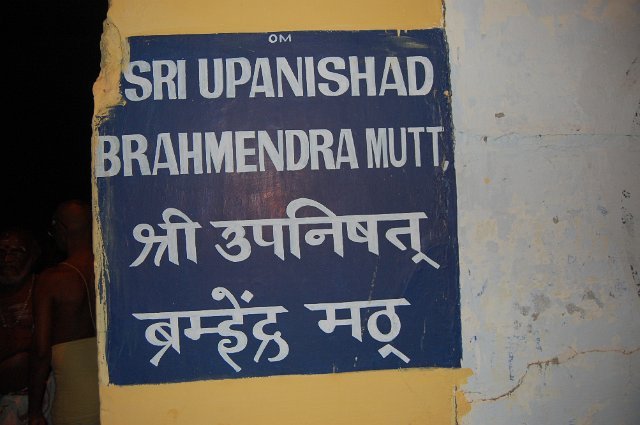 OM
SRI UPANISHAD
BRAHMENDRA MUTT,
श्री उपनिषत्
ब्रम्हेंद्र मठ्